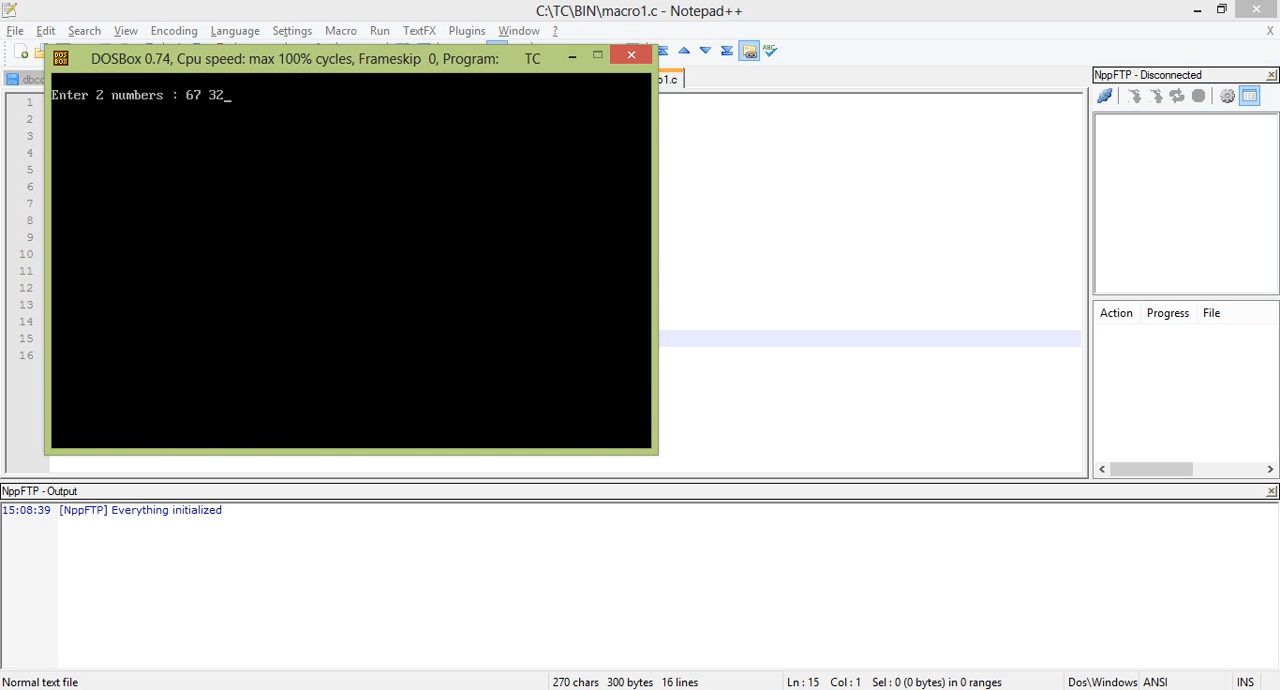 C:\TC\BIN\macro1.c - Notepad++
File Edit Search View Encoding Language Settings Macro Run TextFX Plugins Window ? X
DOSBox 0.74, Cpu speed: max 100% cycles, Frameskip 0, Program: TC
o1.c
NppFTP - Disconnected
Enter 2 numbers : 67 32_
1
2
3
4
5
6
7
8
9
10
11
12
13
14
15
16
Action Progress File
NppFTP - Output
15:08:39 [NppFTP] Everything initialized
Normal text file 270 chars 300 bytes 16 lines Ln : 15 Col : 1 Sel : 0 (0 bytes) in 0 ranges Dos\Windows ANSI INS